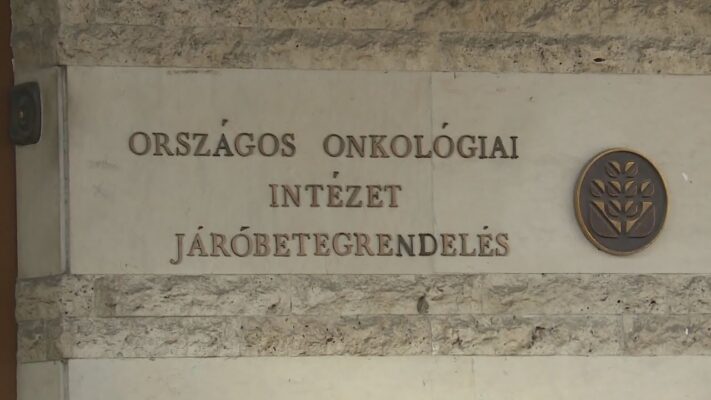 ORSZÁGOS ONKOLÓGIAI
INTÉZET
JÁRÓBETEGRENDELÉS